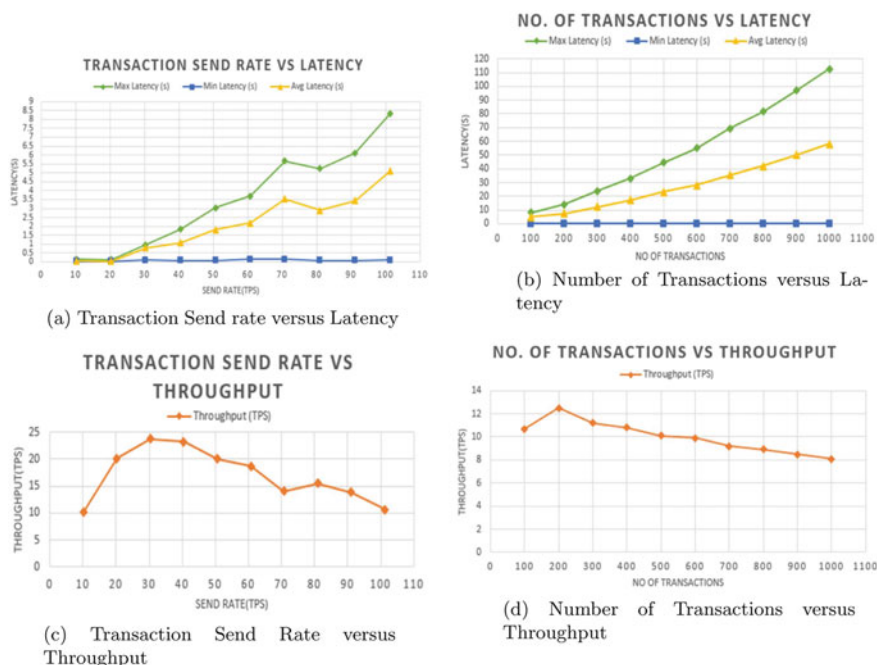 TRANSACTION SEND RATE VS LATENCY
Max Latency (s) Min Latency (s) Avg Latency (s)
9
8.5
8
7.5
7
6.5
6
5.5
5
4.5
4
3.5
3
2.5
2
1.5
1
0.5
0
LATENCY(S)
0 10 20 30 40 50 60 70 80 90 100 110
SEND RATE(TPS)
(a) Transaction Send rate versus Latency
NO. OF TRANSACTIONS VS LATENCY
Max Latency (s) Min Latency (s) Avg Latency (s)
120
110
100
90
80
70
60
50
40
30
20
10
0
LATENCY(S)
0 100 200 300 400 500 600 700 800 900 1000 1100
NO OF TRANSACTIONS
(b) Number of Transactions versus La-
tency
TRANSACTION SEND RATE VS
THROUGHPUT
Throughput (TPS)
25
20
15
10
5
0
THROUGHPUT(TPS)
0 10 20 30 40 50 60 70 80 90 100 110
SEND RATE(TPS)
(c) Transaction Send Rate versus
Throughput
NO. OF TRANSACTIONS VS THROUGHPUT
Throughput (TPS)
14
12
10
8
6
4
2
0
THROUGHPUT(TPS)
0 100 200 300 400 500 600 700 800 900 1000 1100
NO OF TRANSACTIONS
(d) Number of Transactions versus
Throughput